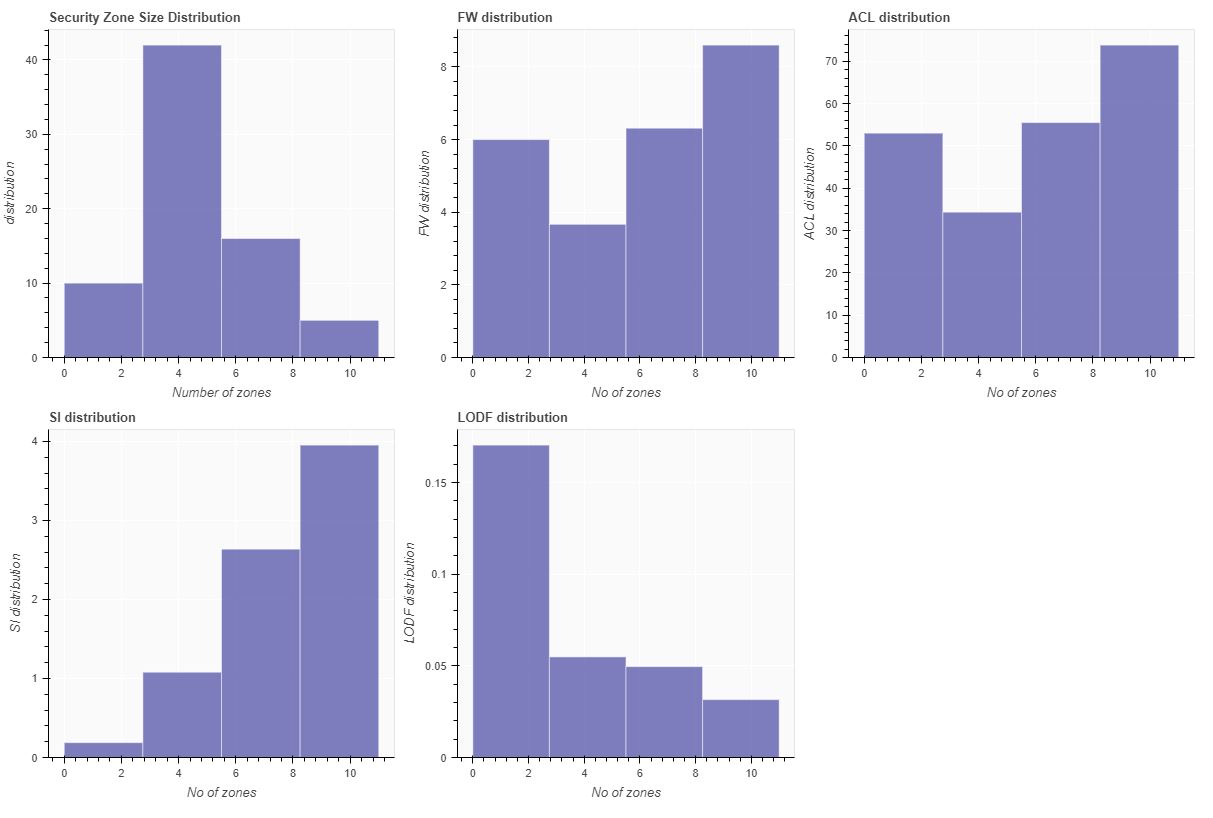 Security Zone Size Distribution
distribution
40
30
20
10
0
0 2 4 6 8 10
Number of zones
FW distribution
FW distribution
8
6
4
2
0
0 2 4 6 8 10
No of zones
ACL distribution
ACL distribution
70
60
50
40
30
20
10
0
0 2 4 6 8 10
No of zones
SI distribution
SI distribution
4
3
2
1
0
0 2 4 6 8 10
No of zones
LODF distribution
LODF distribution
0.15
0.1
0.05
0
0 2 4 6 8 10
No of zones